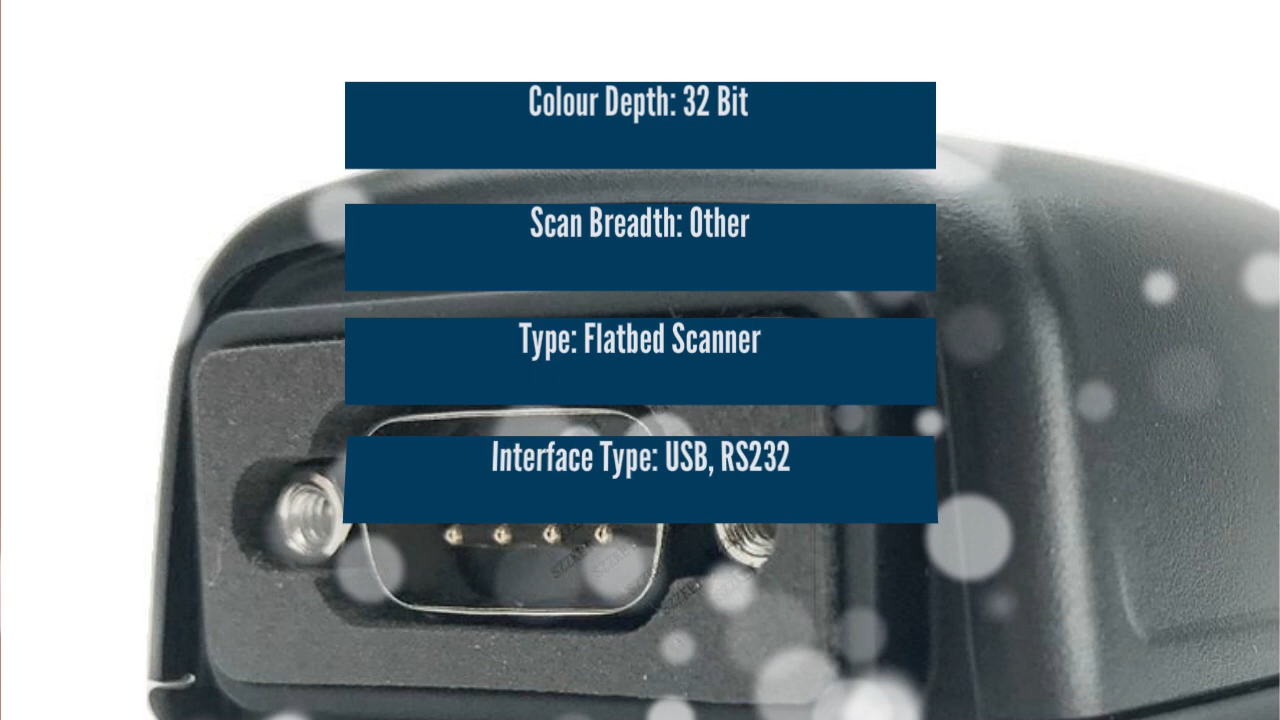 Colour Depth: 32 Bit
Scan Breadth: Other
Type: Flatbed Scanner
Interface Type: USB, RS232